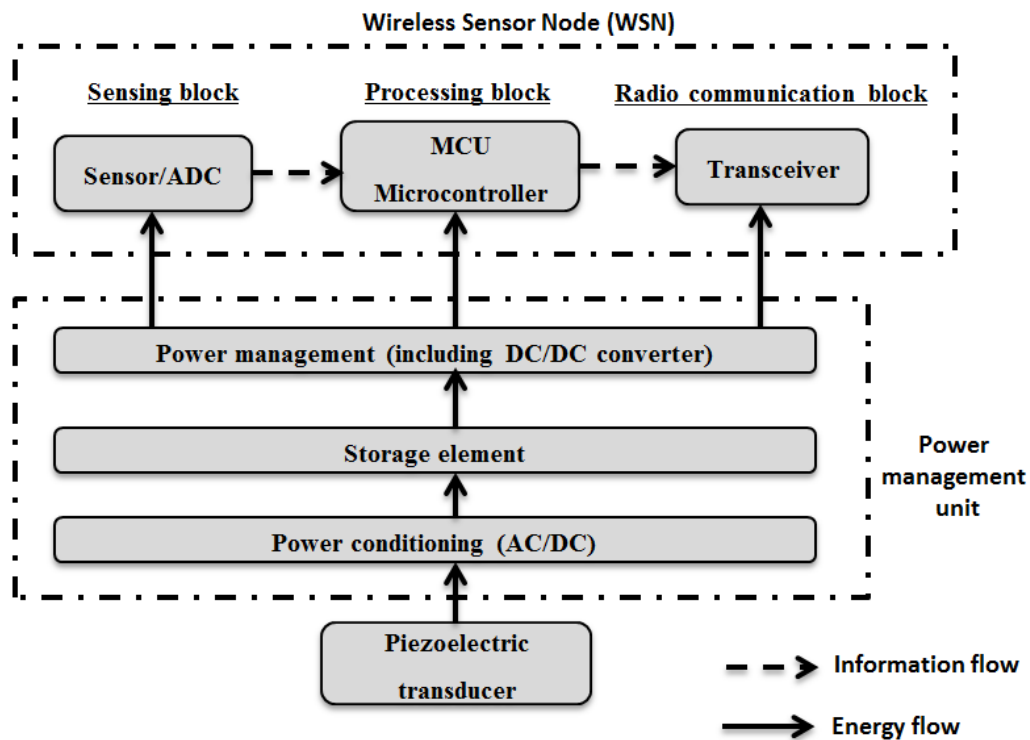 Wireless Sensor Node (WSN)
Sensing block
Processing block
Radio communication block
Sensor/ADC
MCU
Microcontroller
Transceiver
Power management (including DC/DC converter)
Storage element
Power conditioning (AC/DC)
Power
management
unit
Piezoelectric
transducer
Information flow
Energy flow